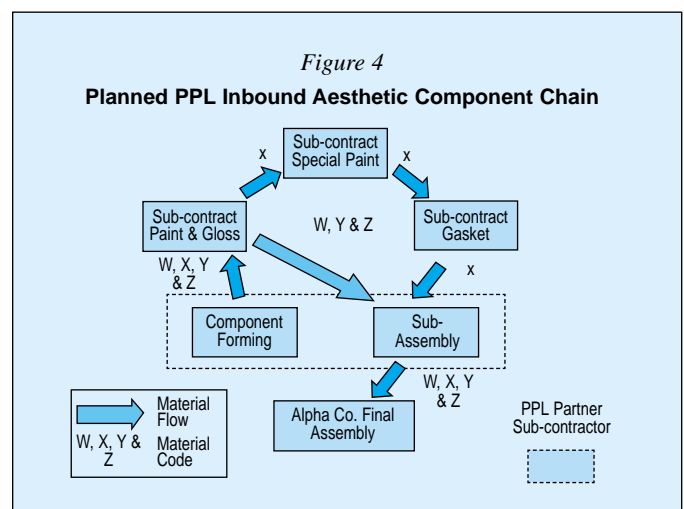 Figure 4
Planned PPL Inbound Aesthetic Component Chain
Sub-contract
Special Paint
x
x
Sub-contract
Paint & Gloss
W, Y & Z
Sub-contract
Gasket
W, X, Y
& Z
x
Component
Forming
Sub-
Assembly
W, X, Y
& Z
Alpha Co. Final
Assembly
Material
Flow
W, X, Y &
Z
Material
Code
PPL Partner
Sub-contractor